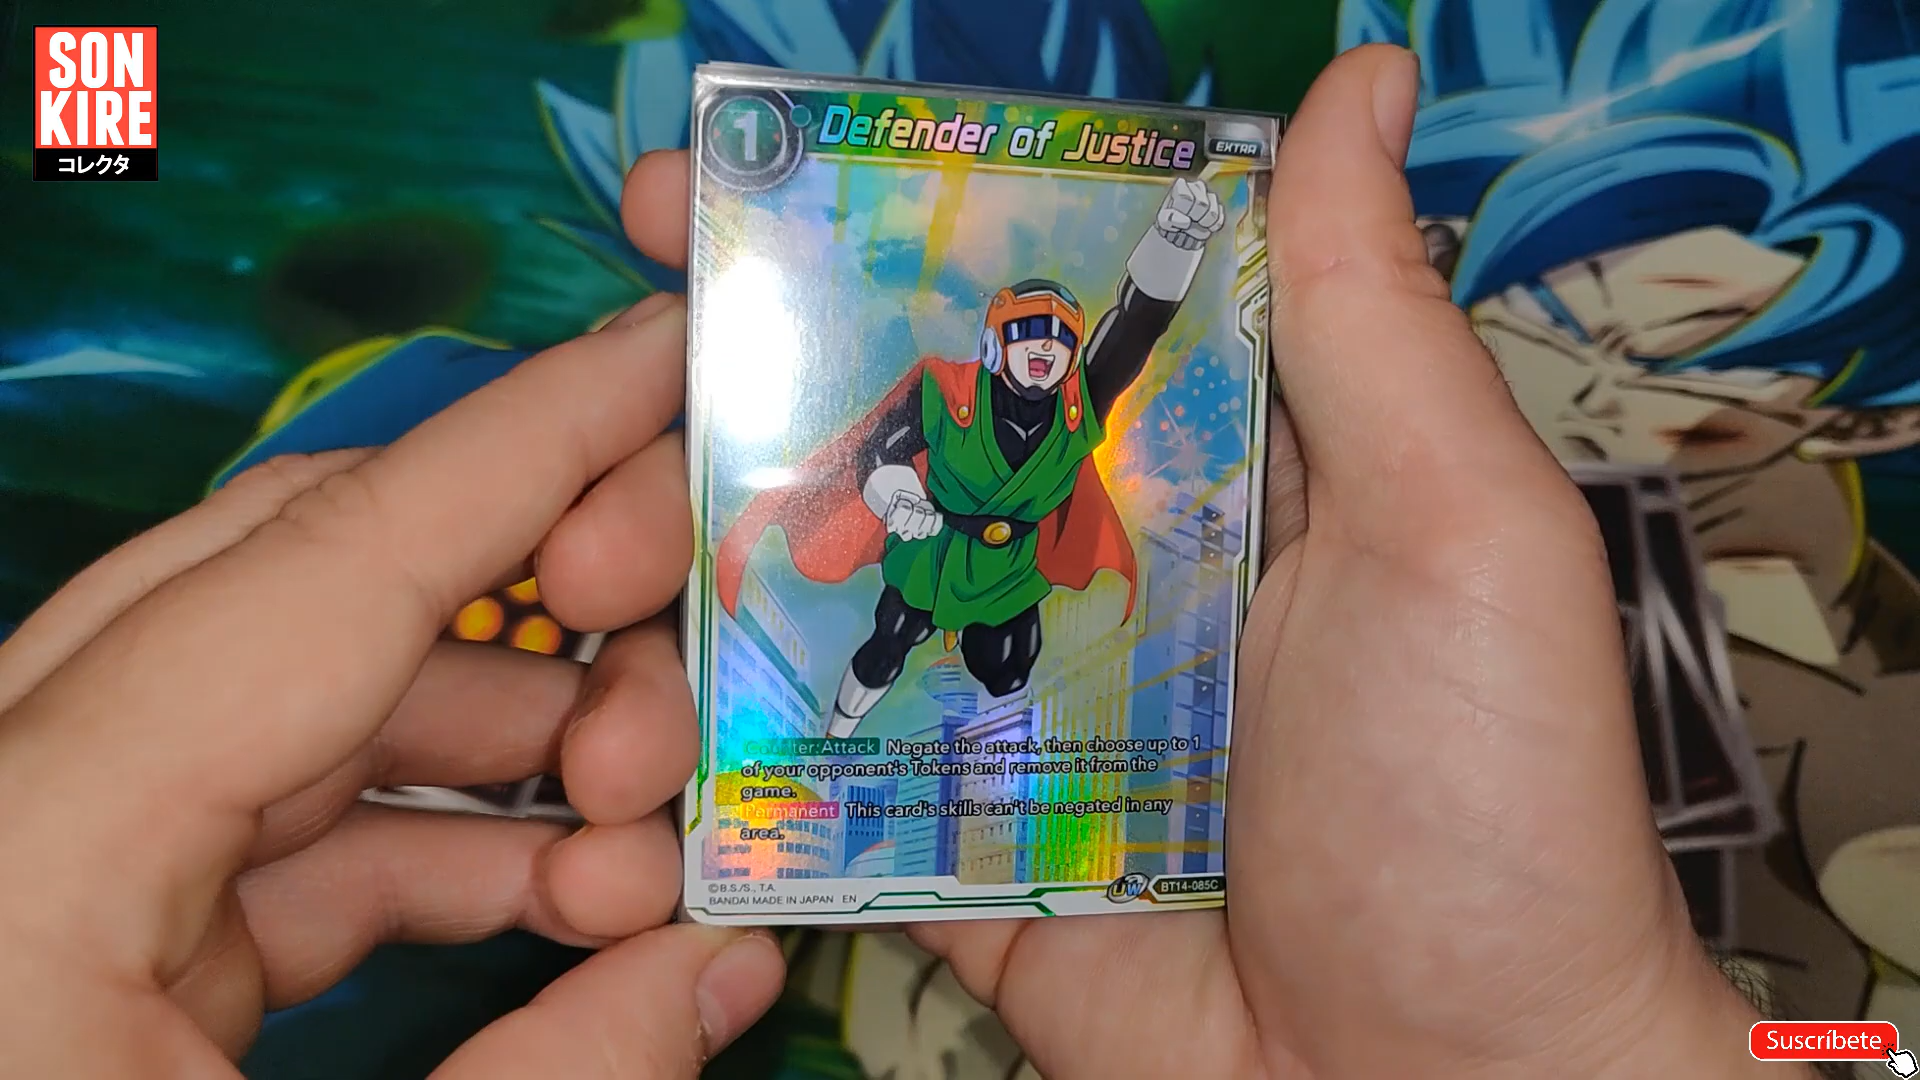 SON
KIRE
コレクタ
1
Defender of Justice
EXTRA
Counter:Attack Negate the attack, then choose up to 1
of your opponent's Tokens and remove it from the
game.
Permanent This card's skills can't be negated in any
area.
©B.S./S., T.A.
BANDAI MADE IN JAPAN EN
UW
BT14-085C
Suscríbete